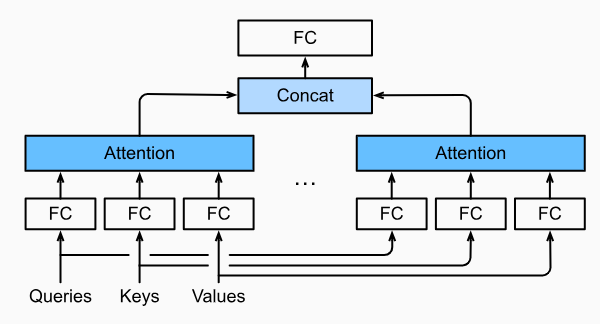 FC
Concat
Attention
Attention
...
FC FC FC FC FC FC
Queries Keys Values